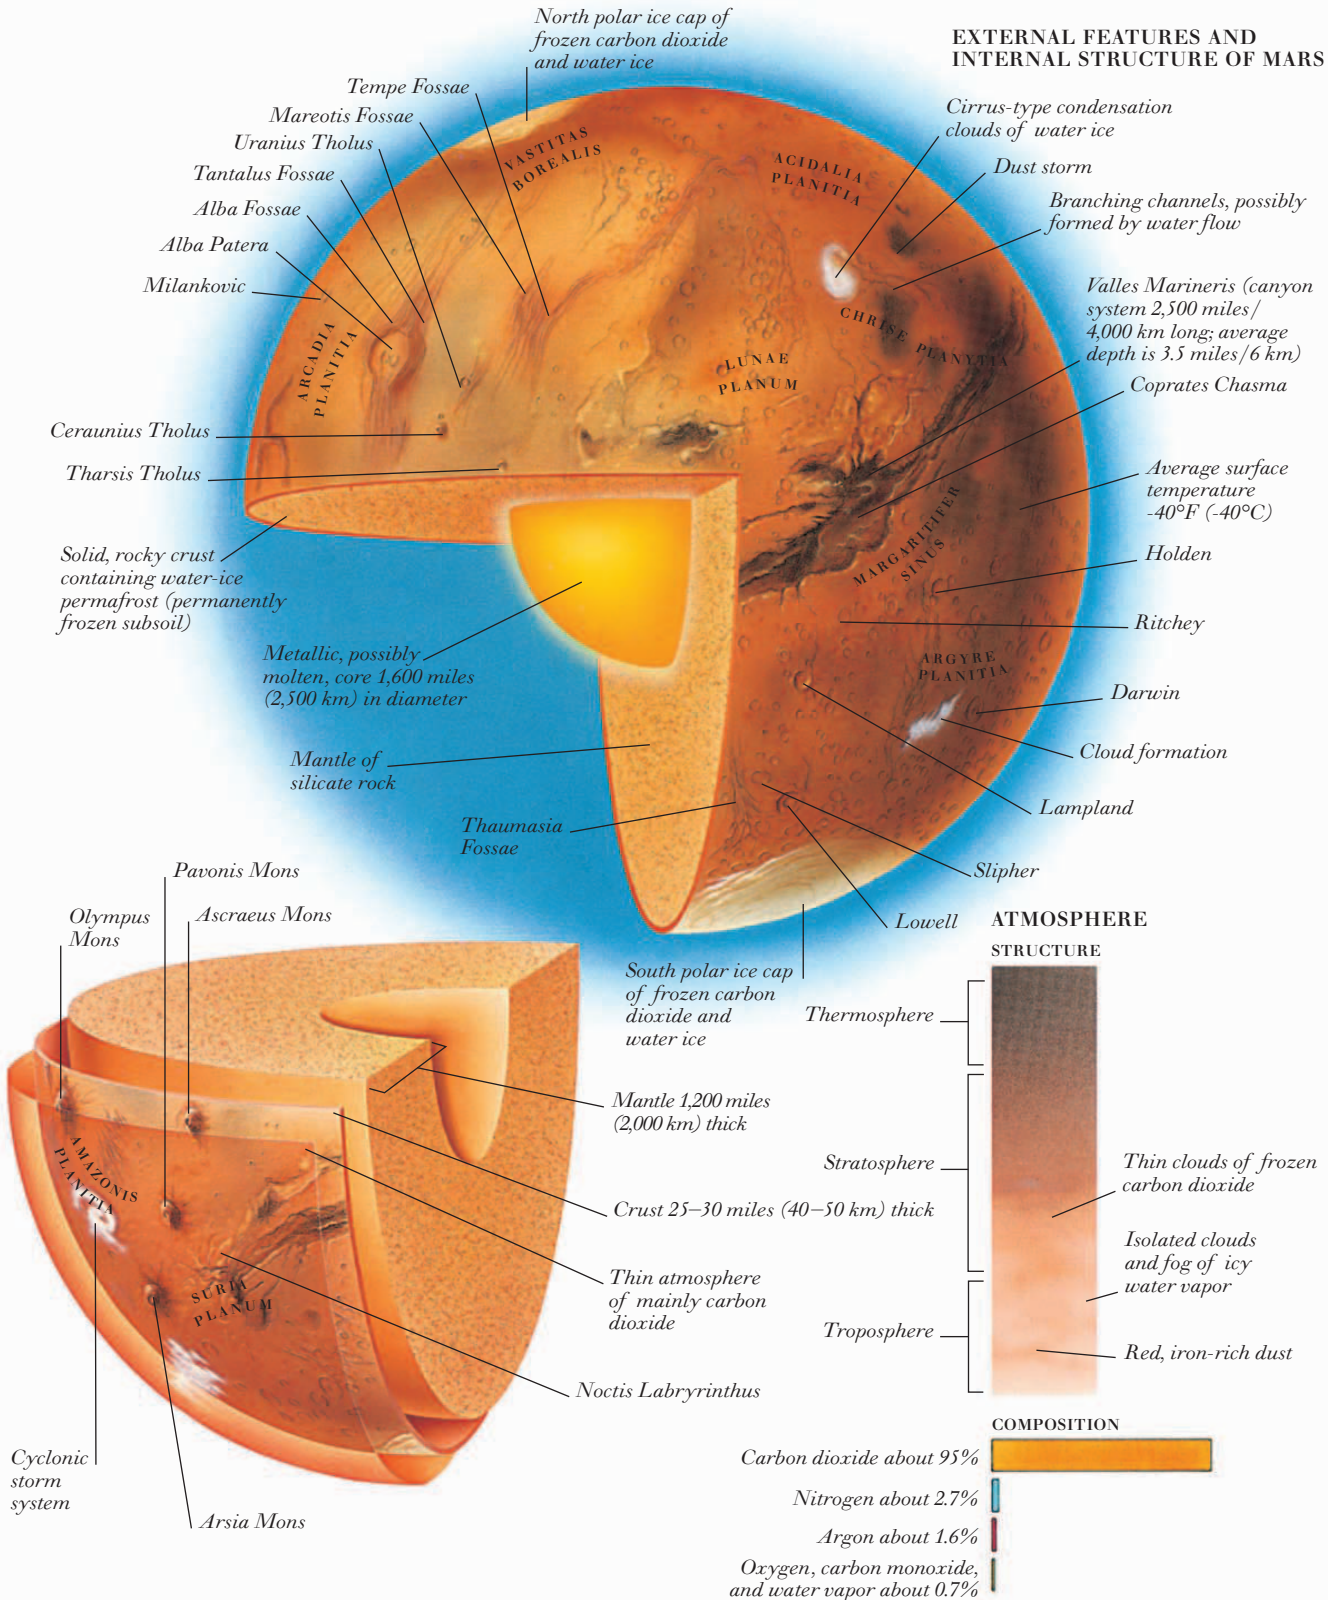 EXTERNAL FEATURES AND
INTERNAL STRUCTURE OF MARS
North polar ice cap of
frozen carbon dioxide
and water ice
Tempe Fossae
Mareotis Fossae
Uranius Tholus
Tantalus Fossae
Alba Fossae
Alba Patera
Milankovic
Ceraunius Tholus
Tharsis Tholus
Solid, rocky crust
containing water-ice
permafrost (permanently
frozen subsoil)
Metallic, possibly
molten, core 1,600 miles
(2,500 km) in diameter
Mantle of
silicate rock
Thaumasia
Fossae
VASTITAS
BOREALIS
ACIDALIA
PLANITIA
ARCADIA
PLANITIA
LUNAE
PLANUM
CHRISE PLANYTIA
MARGARITIFER
SINUS
ARGYRE
PLANITIA
Cirrus-type condensation
clouds of water ice
Dust storm
Branching channels, possibly
formed by water flow
Valles Marineris (canyon
system 2,500 miles/
4,000 km long; average
depth is 3.5 miles/6 km)
Coprates Chasma
Average surface
temperature
-40°F (-40°C)
Holden
Ritchey
Darwin
Cloud formation
Lampland
Slipher
Lowell
South polar ice cap
of frozen carbon
dioxide and
water ice
Pavonis Mons
Olympus
Mons
Ascraeus Mons
AMAZONIS
PLANITIA
SURIA
PLANUM
Mantle 1,200 miles
(2,000 km) thick
Crust 25–30 miles (40–50 km) thick
Thin atmosphere
of mainly carbon
dioxide
Noctis Labryrinthus
Cyclonic
storm
system
Arsia Mons
ATMOSPHERE
STRUCTURE
Thermosphere
Stratosphere
Troposphere
Thin clouds of frozen
carbon dioxide
Isolated clouds
and fog of icy
water vapor
Red, iron-rich dust
COMPOSITION
Carbon dioxide about 95%
Nitrogen about 2.7%
Argon about 1.6%
Oxygen, carbon monoxide,
and water vapor about 0.7%